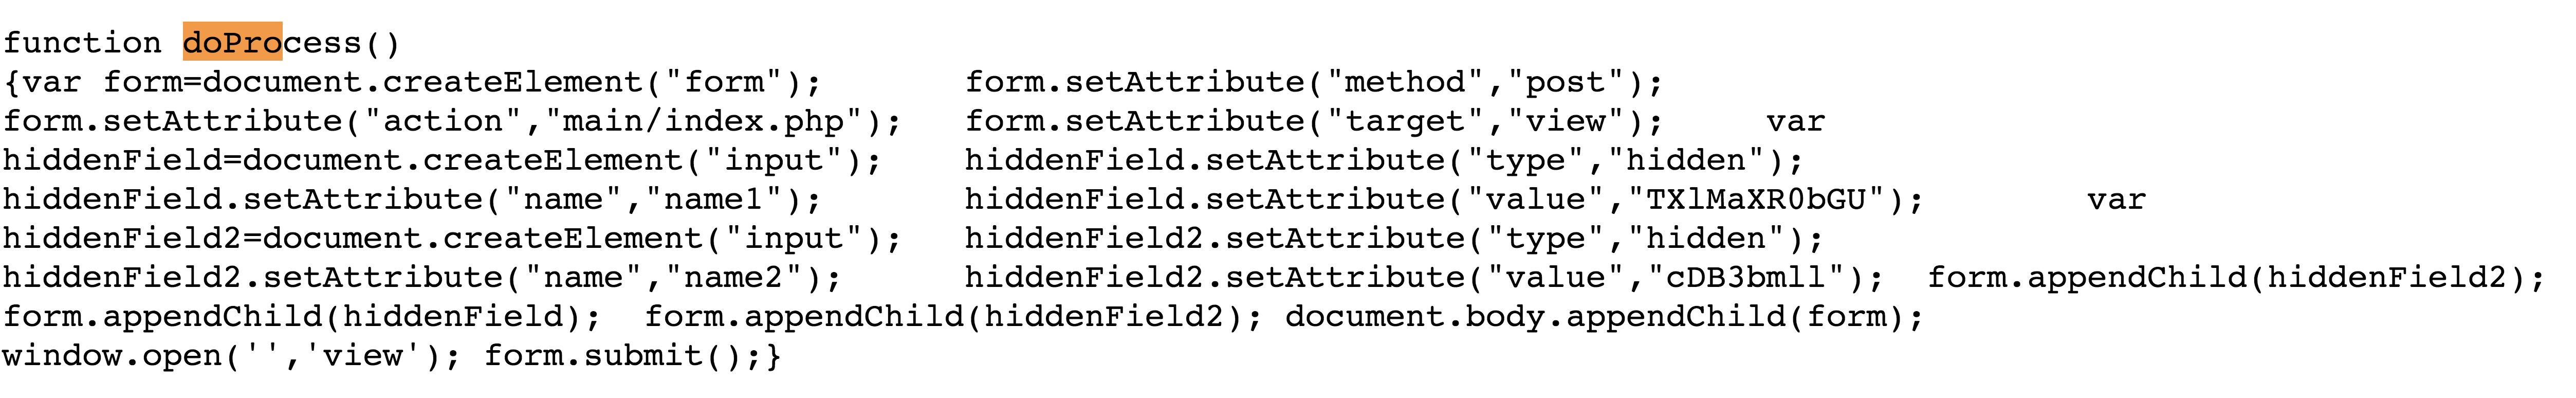 function doProcess()
{var form=document.createElement("form"); form.setAttribute("method","post");
form.setAttribute("action","main/index.php"); form.setAttribute("target","view"); var
hiddenField=document.createElement("input"); hiddenField.setAttribute("type","hidden");
hiddenField.setAttribute("name","name1"); hiddenField.setAttribute("value","TXlMaXR0bGU"); var
hiddenField2=document.createElement("input"); hiddenField2.setAttribute("type","hidden");
hiddenField2.setAttribute("name","name2"); hiddenField2.setAttribute("value","cDB3bmll"); form.appendChild(hiddenField2);
form.appendChild(hiddenField); form.appendChild(hiddenField2); document.body.appendChild(form);
window.open('','view'); form.submit();}